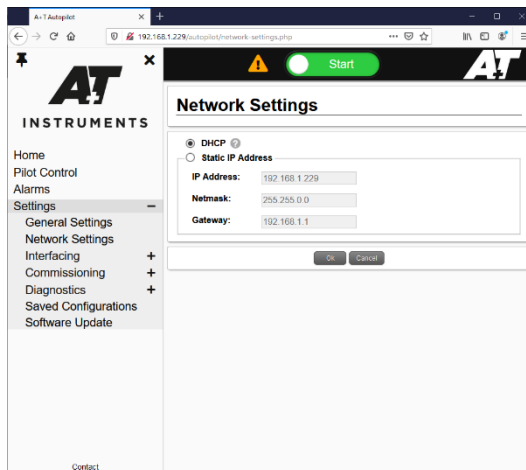 A+T Autopilot
192.168.1.229/autopilot/network-settings.php
A+T
INSTRUMENTS
Home
Pilot Control
Alarms
Settings
General Settings
Network Settings
Interfacing
Commissioning
Diagnostics
Saved Configurations
Software Update
Contact
Start
A+T
Network Settings
DHCP
Static IP Address
IP Address: 192.168.1.229
Netmask: 255.255.0.0
Gateway: 192.168.1.1
Ok Cancel